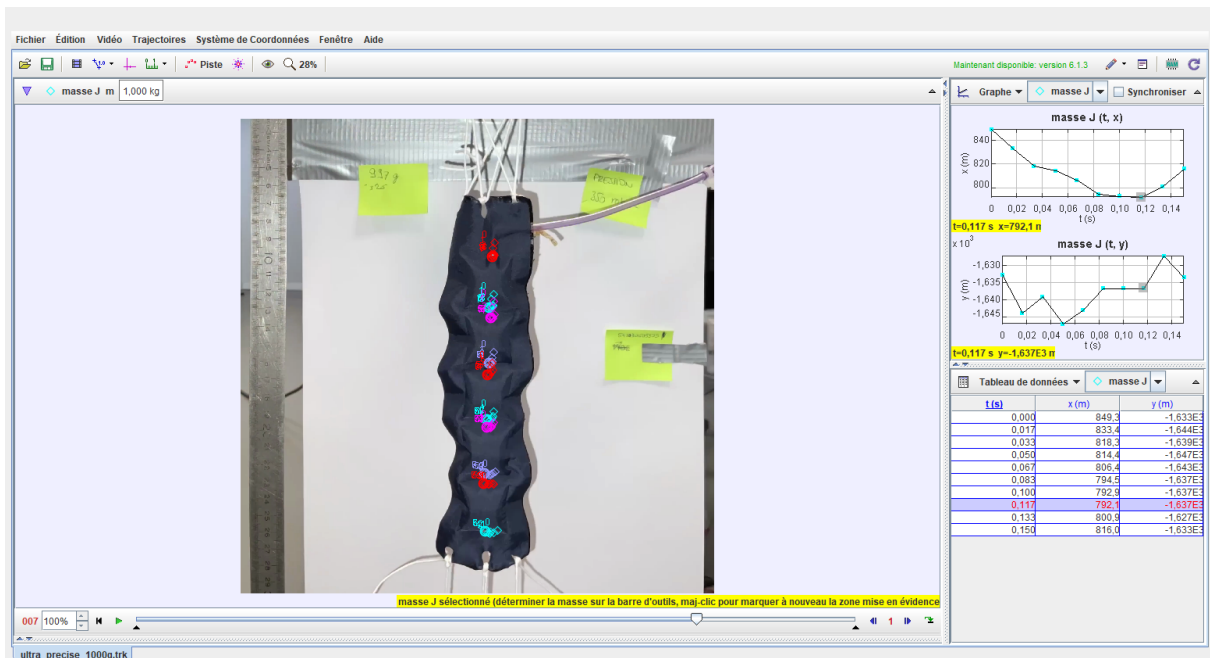 Fichier Édition Vidéo Trajectoires Système de Coordonnées Fenêtre Aide
Piste 28% Maintenant disponible: version 6.1.3
masse J m 1,000 kg
Graphe masse J Synchroniser
masse J (t, x)
840
820
800
x (m)
0 0,02 0,04 0,06 0,08 0,10 0,12 0,14
t (s)
t=0,117 s x=792,1 m
x 10³ masse J (t, y)
-1,630
-1,635
-1,640
-1,645
y (m)
0 0,02 0,04 0,06 0,08 0,10 0,12 0,14
t (s)
t=0,117 s y=-1,637E3 m
Tableau de données masse J
t (s) x (m) y (m)
0,000 849,3 -1,633E3
0,017 833,4 -1,644E3
0,033 818,3 -1,639E3
0,050 814,4 -1,647E3
0,067 806,4 -1,643E3
0,083 794,5 -1,637E3
0,100 792,9 -1,637E3
0,117 792,1 -1,637E3
0,133 800,9 -1,627E3
0,150 816,0 -1,633E3
PRESSION
masse J sélectionné (déterminer la masse sur la barre d'outils, maj-clic pour marquer à nouveau la zone mise en évidence
007 100% 1
ultra_precise_1000g.trk